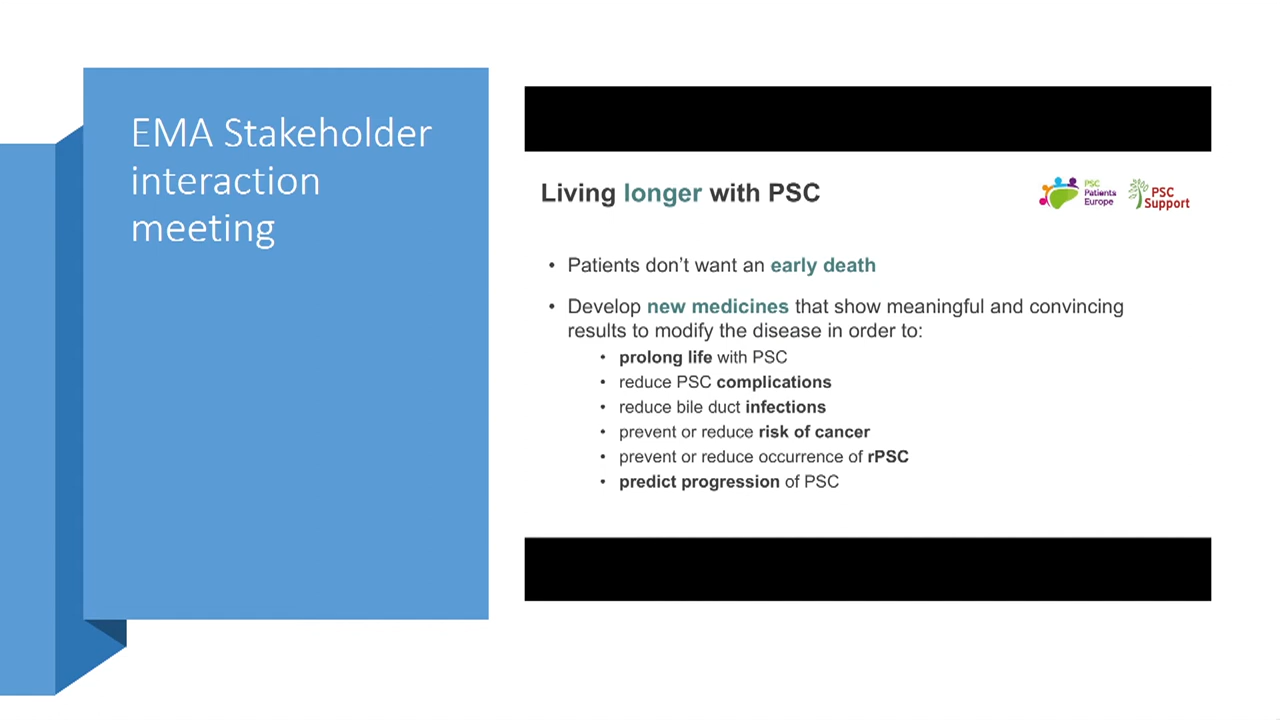 EMA Stakeholder
interaction
meeting
Living longer with PSC
PSC
Patients
Europe
PSC
Support
• Patients don’t want an early death
• Develop new medicines that show meaningful and convincing
results to modify the disease in order to:
• prolong life with PSC
• reduce PSC complications
• reduce bile duct infections
• prevent or reduce risk of cancer
• prevent or reduce occurrence of rPSC
• predict progression of PSC